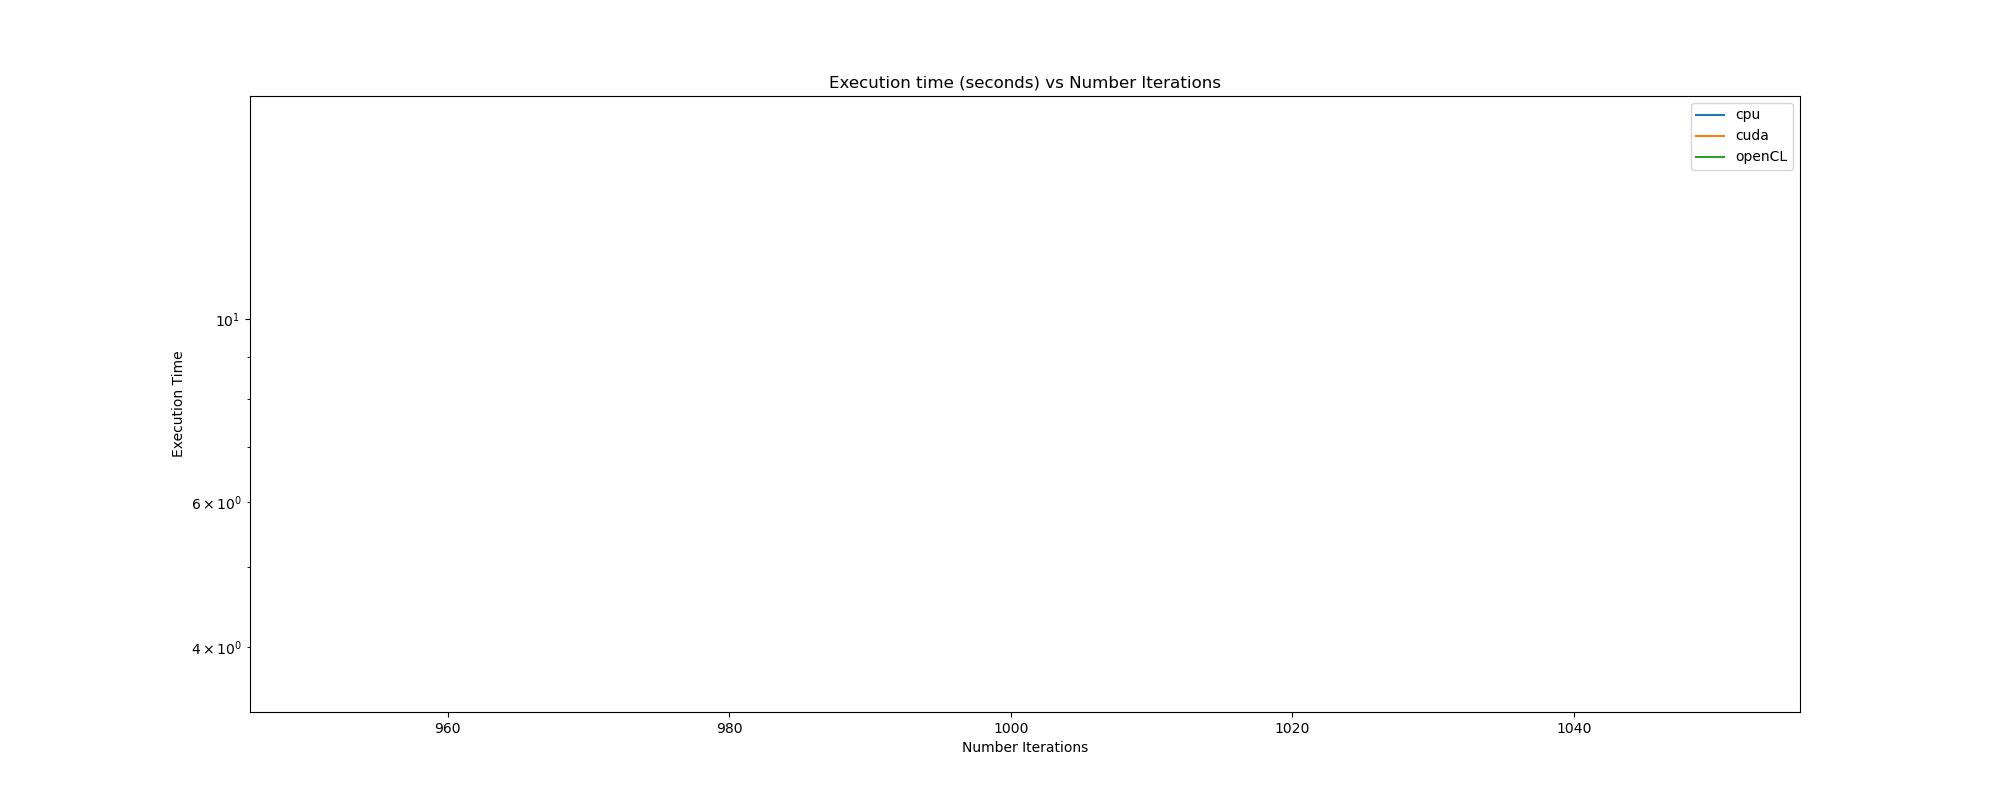 Execution time (seconds) vs Number Iterations
cpu
cuda
openCL
10¹
6 × 10⁰
4 × 10⁰
Execution Time
960 980 1000 1020 1040
Number Iterations